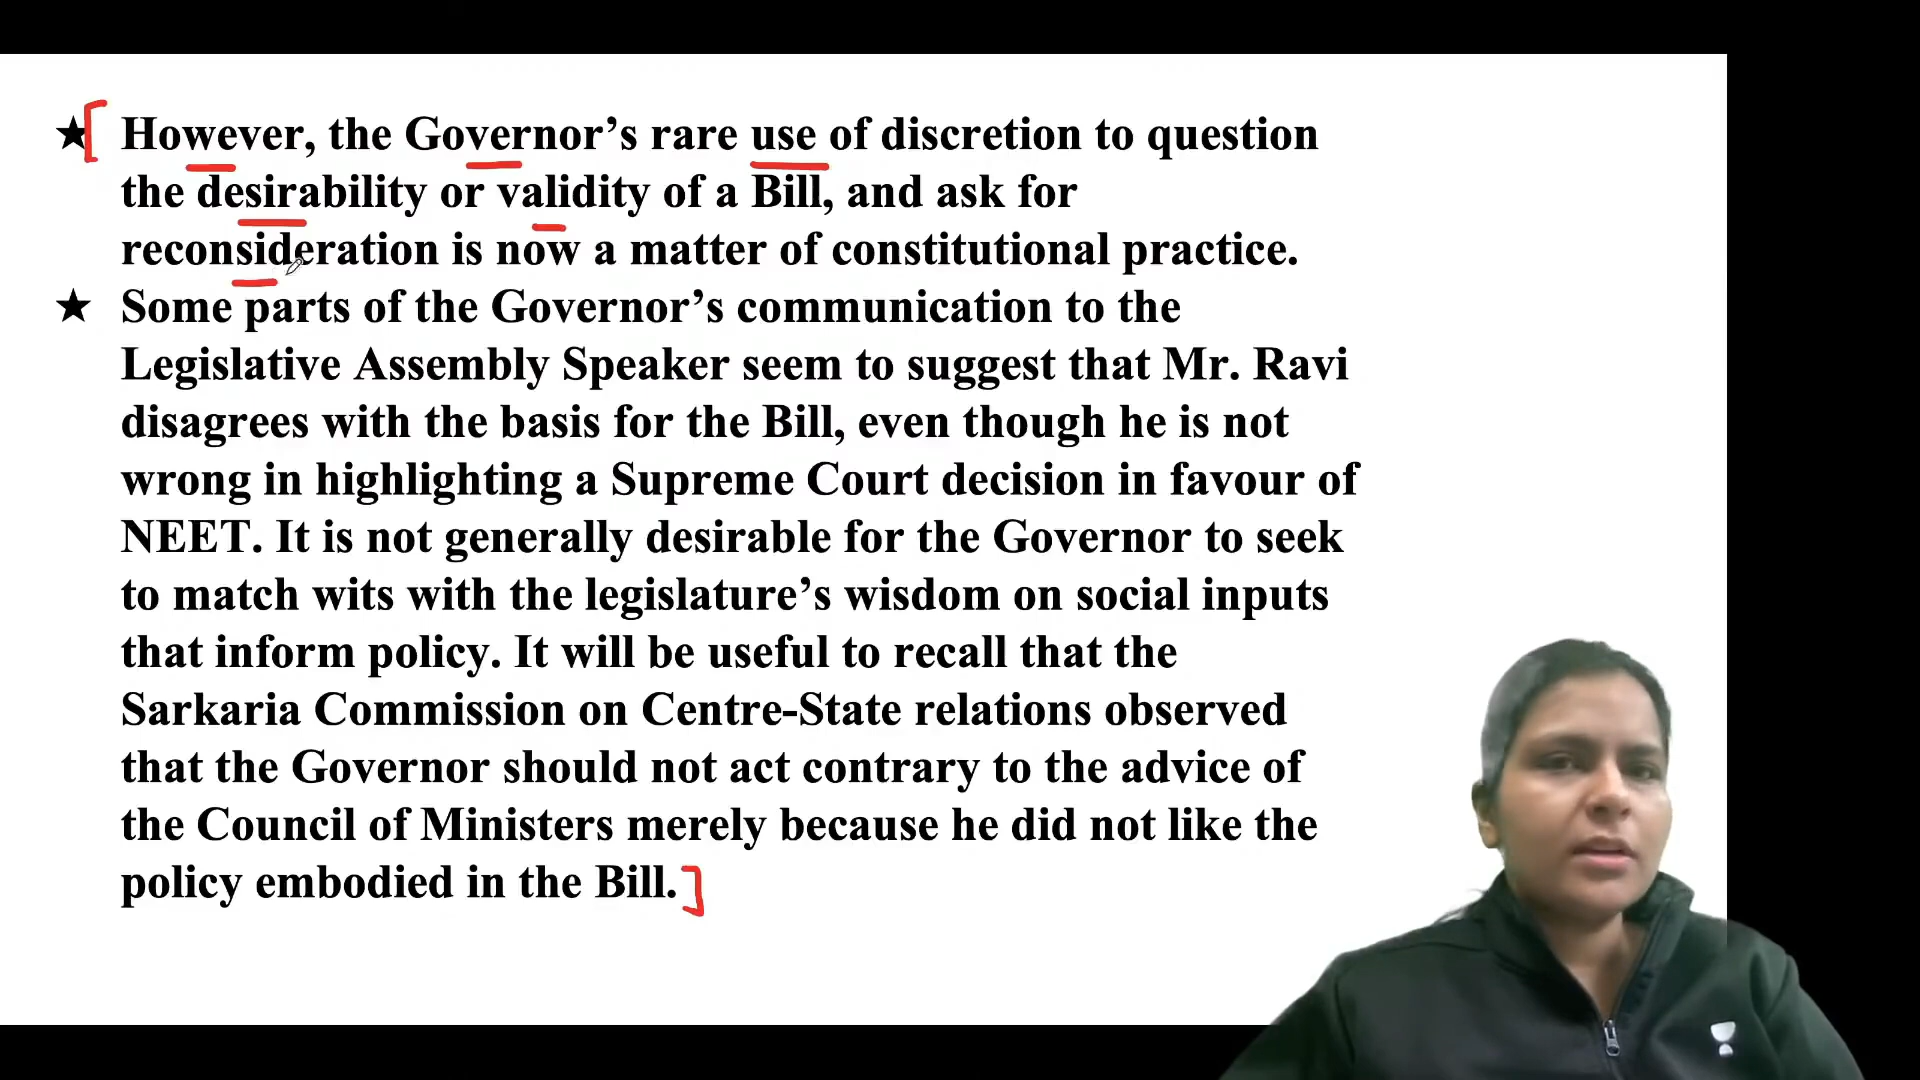 ★ However, the Governor’s rare use of discretion to question
the desirability or validity of a Bill, and ask for
reconsideration is now a matter of constitutional practice.
★ Some parts of the Governor’s communication to the
Legislative Assembly Speaker seem to suggest that Mr. Ravi
disagrees with the basis for the Bill, even though he is not
wrong in highlighting a Supreme Court decision in favour of
NEET. It is not generally desirable for the Governor to seek
to match wits with the legislature’s wisdom on social inputs
that inform policy. It will be useful to recall that the
Sarkaria Commission on Centre-State relations observed
that the Governor should not act contrary to the advice of
the Council of Ministers merely because he did not like the
policy embodied in the Bill.